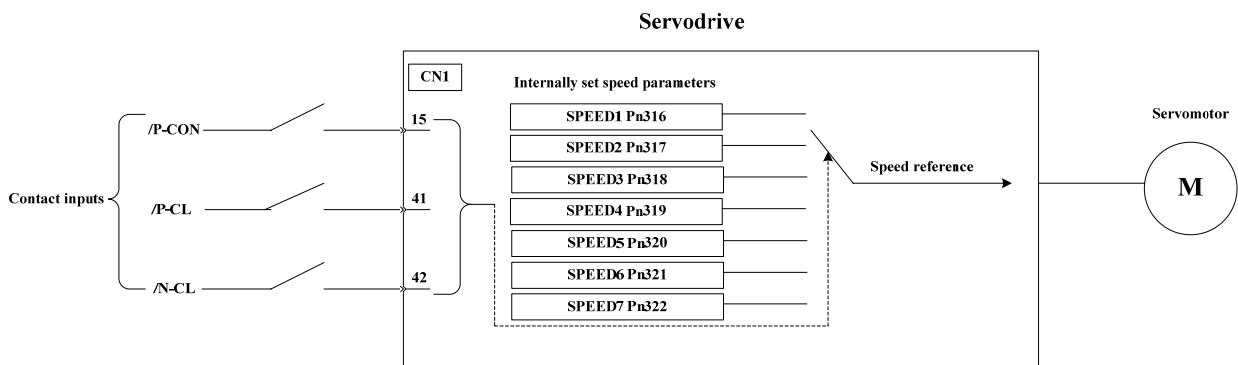 Servodrive
CN1
Internally set speed parameters
Contact inputs
/P-CON
15
/P-CL
41
/N-CL
42
SPEED1 Pn316
SPEED2 Pn317
SPEED3 Pn318
SPEED4 Pn319
SPEED5 Pn320
SPEED6 Pn321
SPEED7 Pn322
Speed reference
Servomotor
M